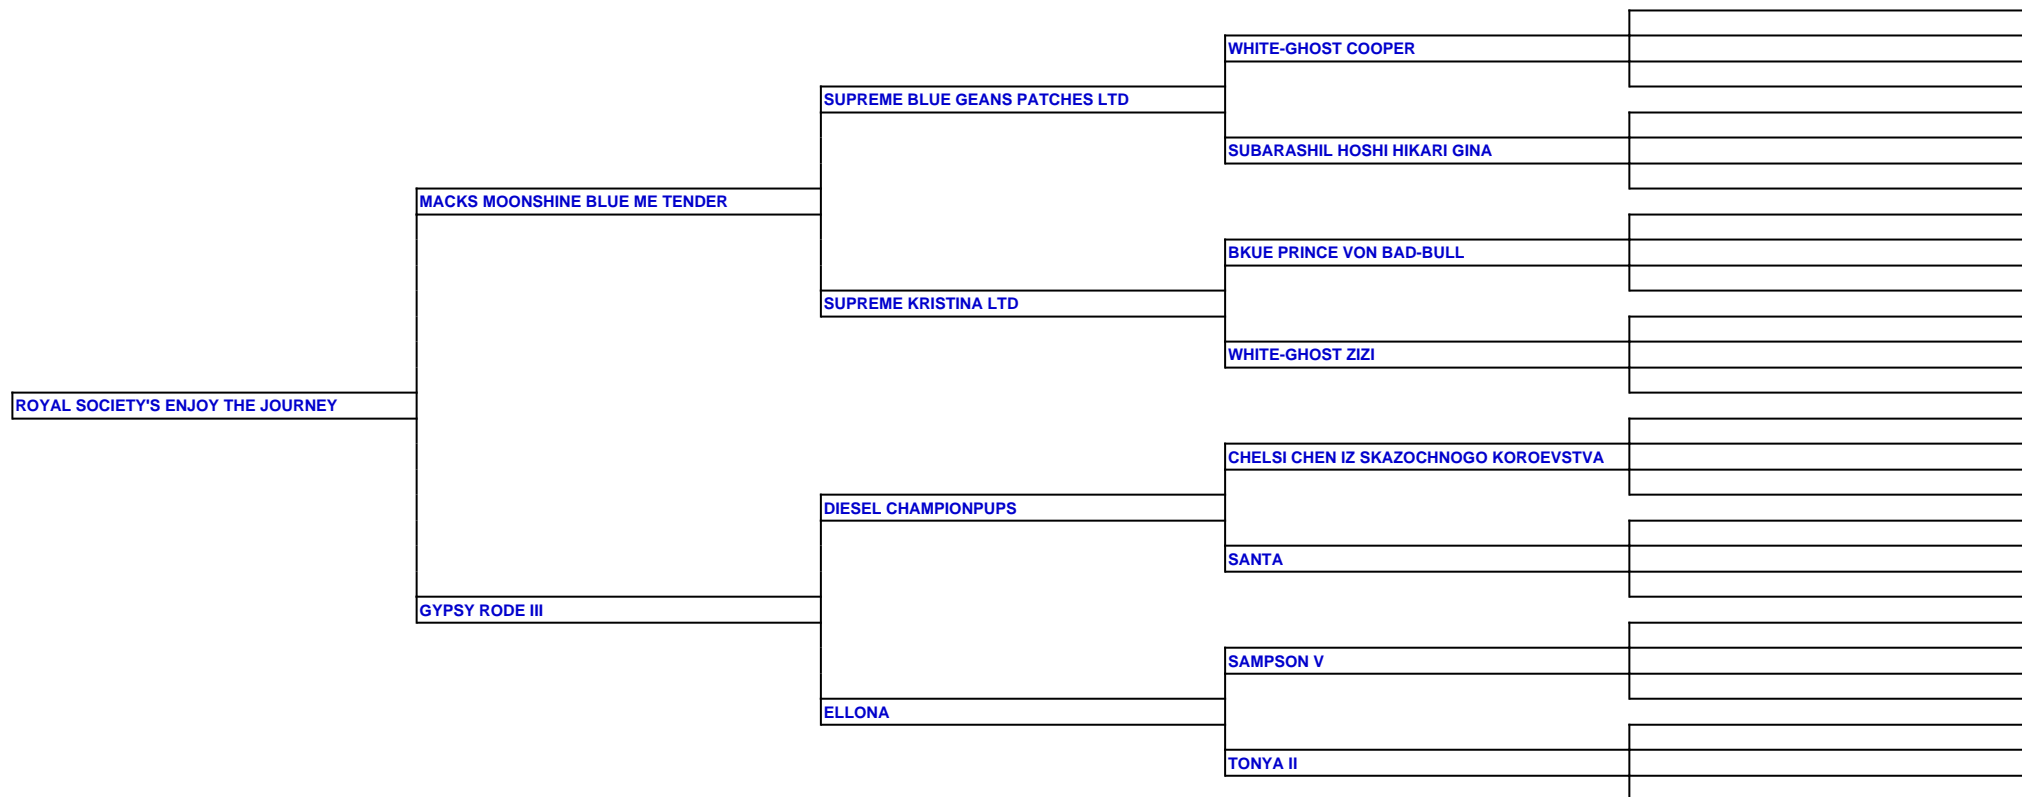 WHITE-GHOST COOPER
SUPREME BLUE GEANS PATCHES LTD
SUBARASHIL HOSHI HIKARI GINA
MACKS MOONSHINE BLUE ME TENDER
BKUE PRINCE VON BAD-BULL
SUPREME KRISTINA LTD
WHITE-GHOST ZIZI
ROYAL SOCIETY'S ENJOY THE JOURNEY
CHELSI CHEN IZ SKAZOCHNOGO KOROEVSTVA
DIESEL CHAMPIONPUPS
SANTA
GYPSY RODE III
SAMPSON V
ELLONA
TONYA II